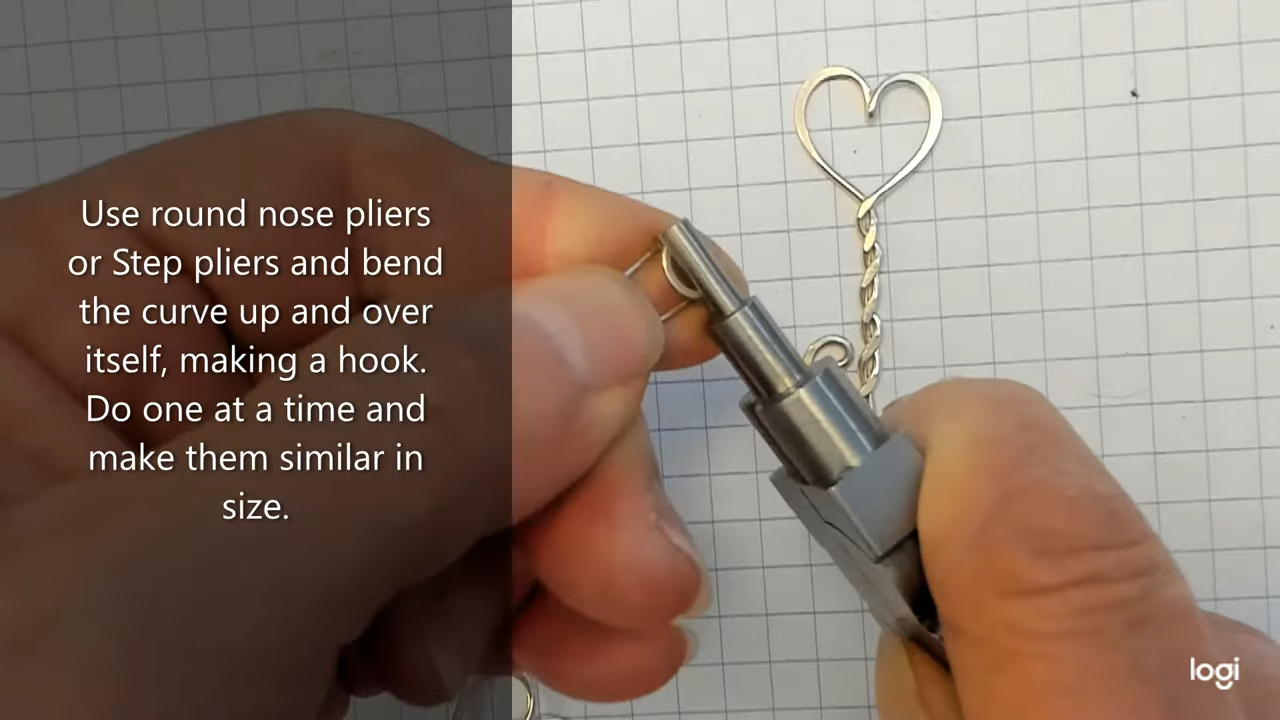 Use round nose pliers
or Step pliers and bend
the curve up and over
itself, making a hook.
Do one at a time and
make them similar in
size.
logi